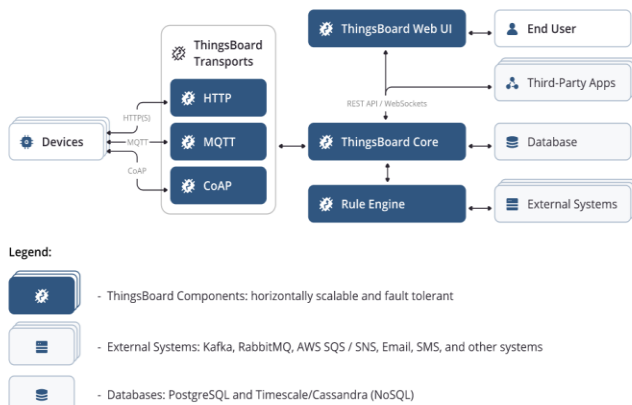 ThingsBoard
Transports
HTTP
MQTT
CoAP
Devices
HTTP(S)
MQTT
CoAP
ThingsBoard Web UI
End User
Third-Party Apps
REST API / WebSockets
ThingsBoard Core
Database
Rule Engine
External Systems
Legend:
- ThingsBoard Components: horizontally scalable and fault tolerant
- External Systems: Kafka, RabbitMQ, AWS SQS / SNS, Email, SMS, and other systems
- Databases: PostgreSQL and Timescale/Cassandra (NoSQL)